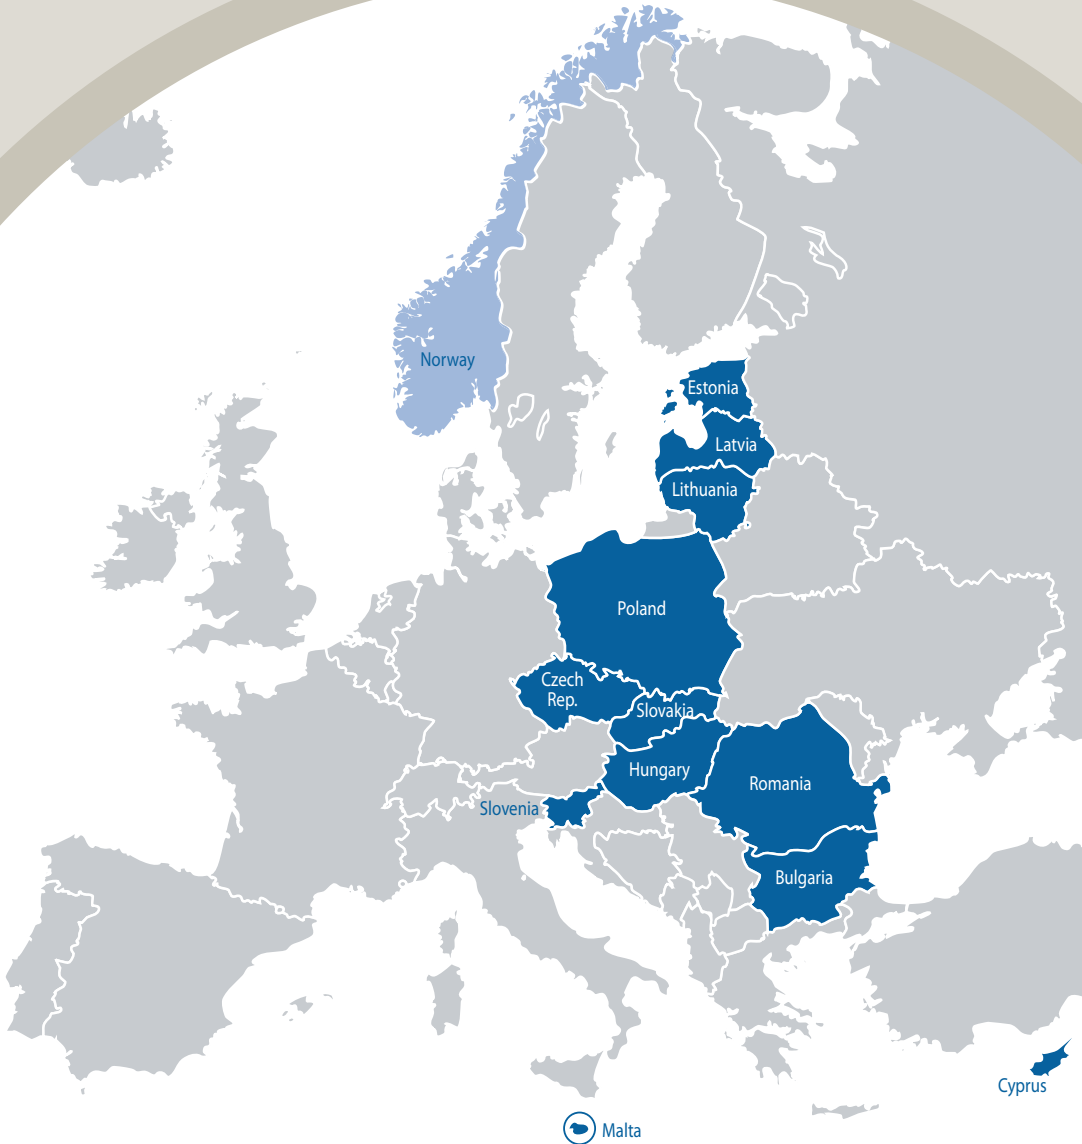 Norway
Estonia
Latvia
Lithuania
Poland
Czech
Rep.
Slovakia
Hungary
Romania
Slovenia
Bulgaria
Cyprus
Malta